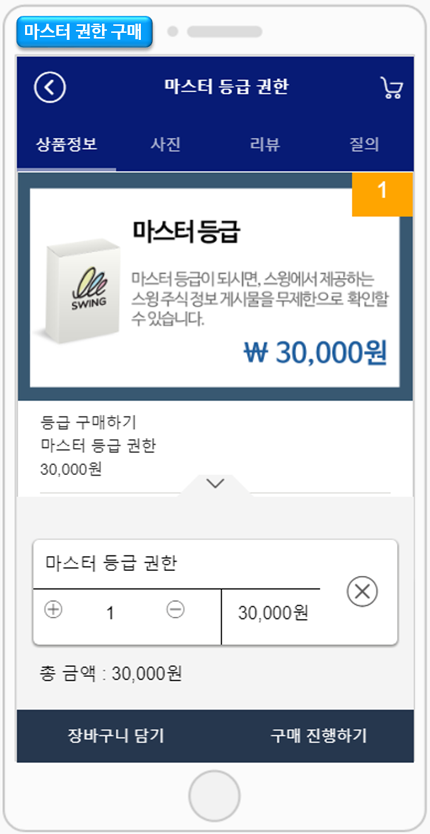 마스터 권한 구매
마스터 등급 권한
상품정보 사진 리뷰 질의
1
마스터 등급
마스터 등급이 되시면, 스윙에서 제공하는
스윙 주식 정보 게시물을 무제한으로 확인할
수 있습니다.
SWING
₩ 30,000원
등급 구매하기
마스터 등급 권한
30,000원
마스터 등급 권한
1 30,000원
총 금액 : 30,000원
장바구니 담기 구매 진행하기